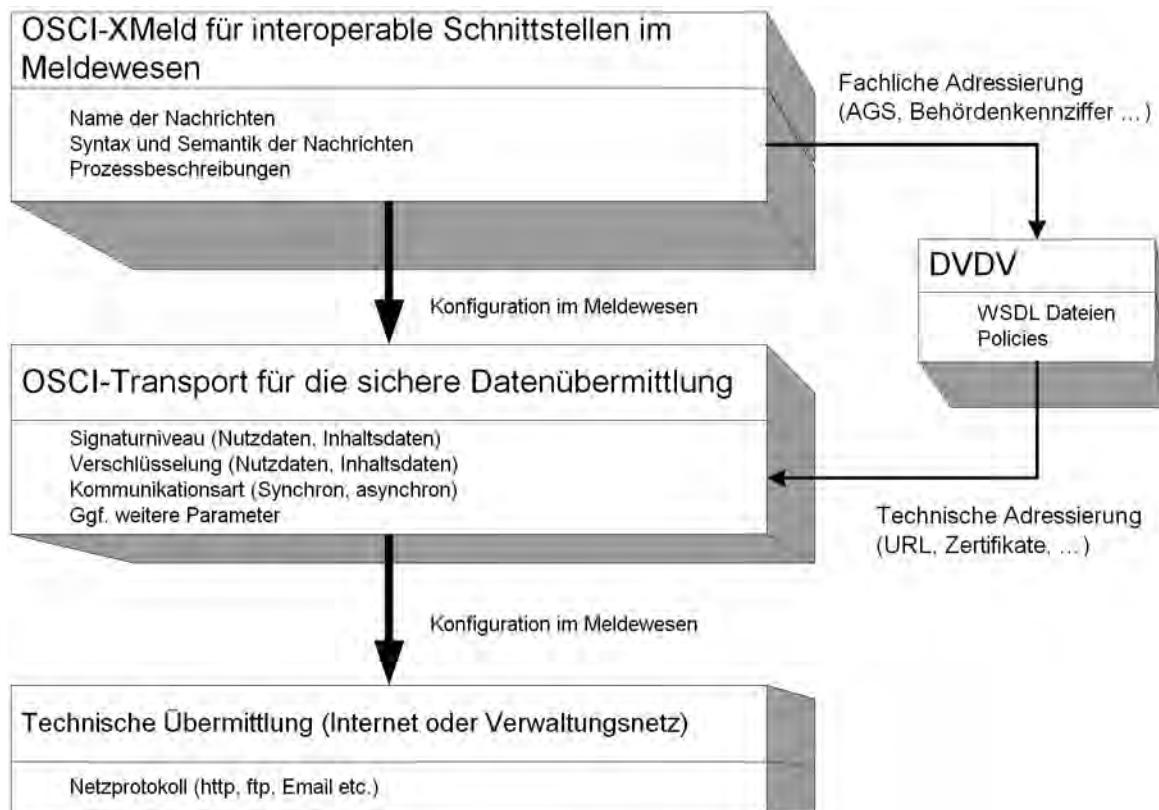 OSCI-XMeld für interoperable Schnittstellen im
Meldewesen
Name der Nachrichten
Syntax und Semantik der Nachrichten
Prozessbeschreibungen
Fachliche Adressierung
(AGS, Behördenkennziffer ...)
DVDV
WSDL Dateien
Policies
Konfiguration im Meldewesen
OSCI-Transport für die sichere Datenübermittlung
Signaturniveau (Nutzdaten, Inhaltsdaten)
Verschlüsselung (Nutzdaten, Inhaltsdaten)
Kommunikationsart (Synchron, asynchron)
Ggf. weitere Parameter
Technische Adressierung
(URL, Zertifikate, ...)
Konfiguration im Meldewesen
Technische Übermittlung (Internet oder Verwaltungsnetz)
Netzprotokoll (http, ftp, Email etc.)